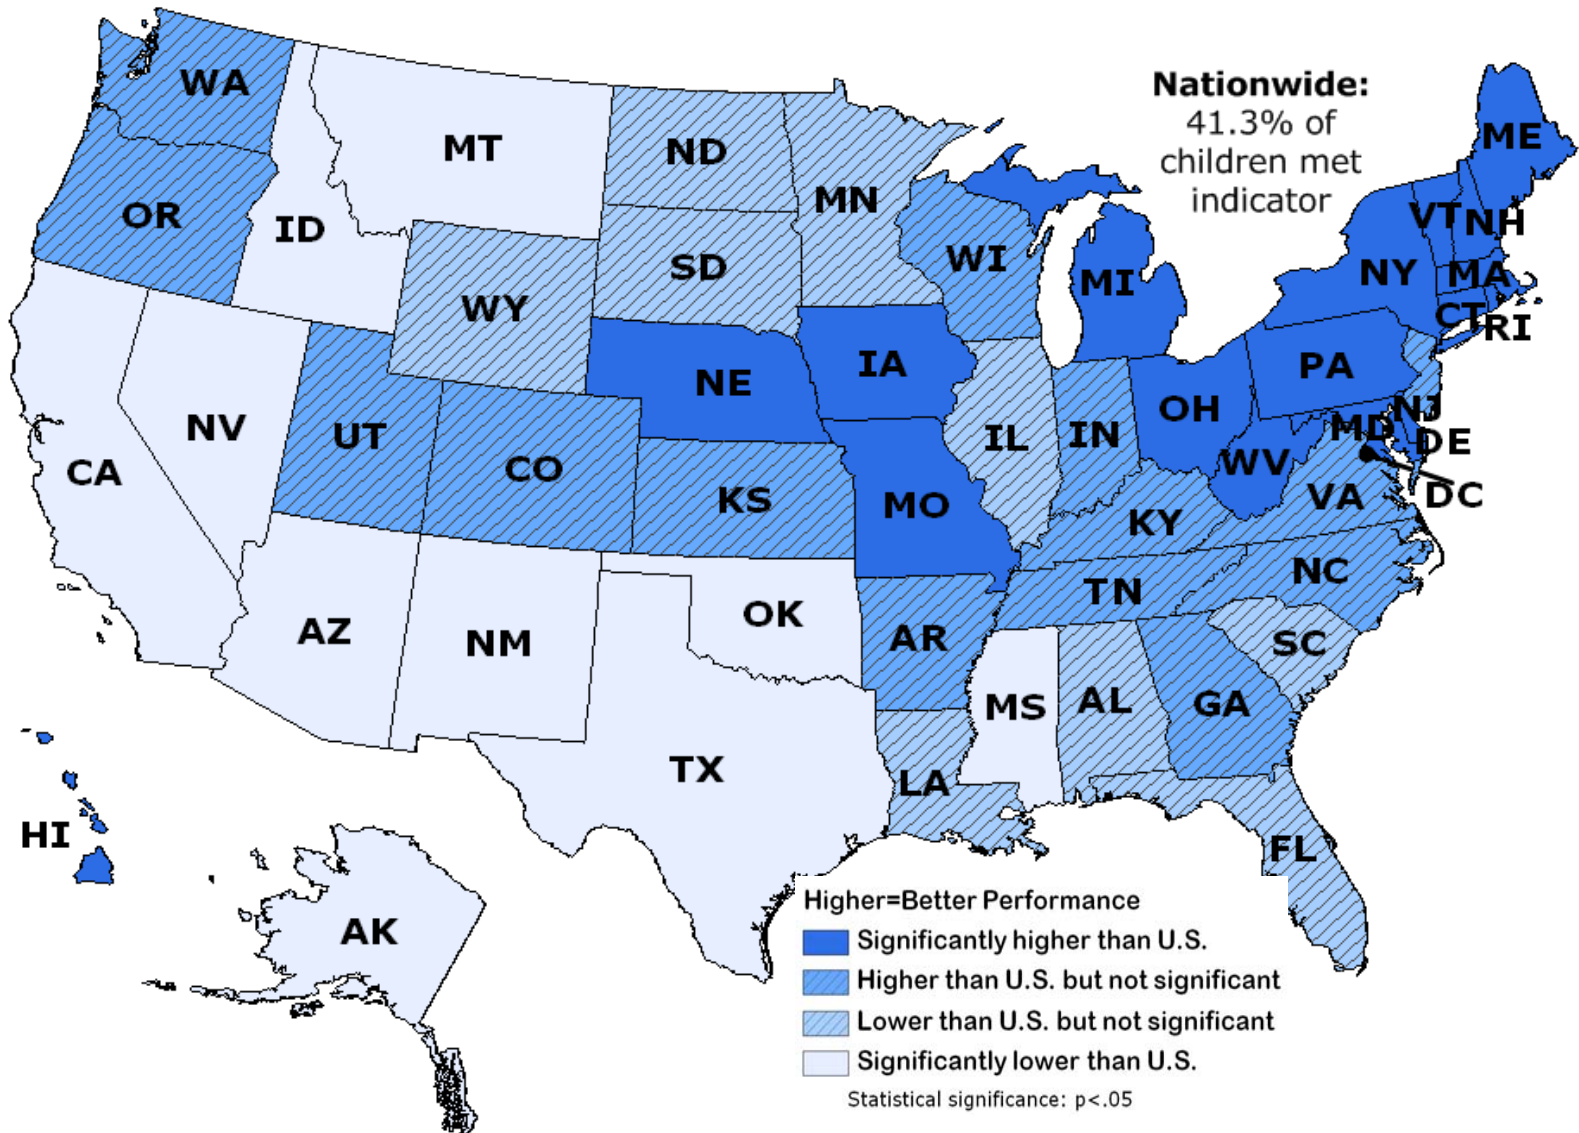 Nationwide:
41.3% of
children met
indicator
WA
MT
ND
MN
ME
OR
ID
SD
WI
MI
VT
NH
NY
MA
CT
RI
WY
NE
IA
PA
NV
UT
CO
KS
IL
IN
OH
NJ
MD
DE
CA
MO
WV
VA
DC
KY
AZ
NM
OK
AR
TN
NC
SC
MS
AL
GA
TX
LA
FL
HI
AK
Higher=Better Performance
Significantly higher than U.S.
Higher than U.S. but not significant
Lower than U.S. but not significant
Significantly lower than U.S.
Statistical significance: p<.05